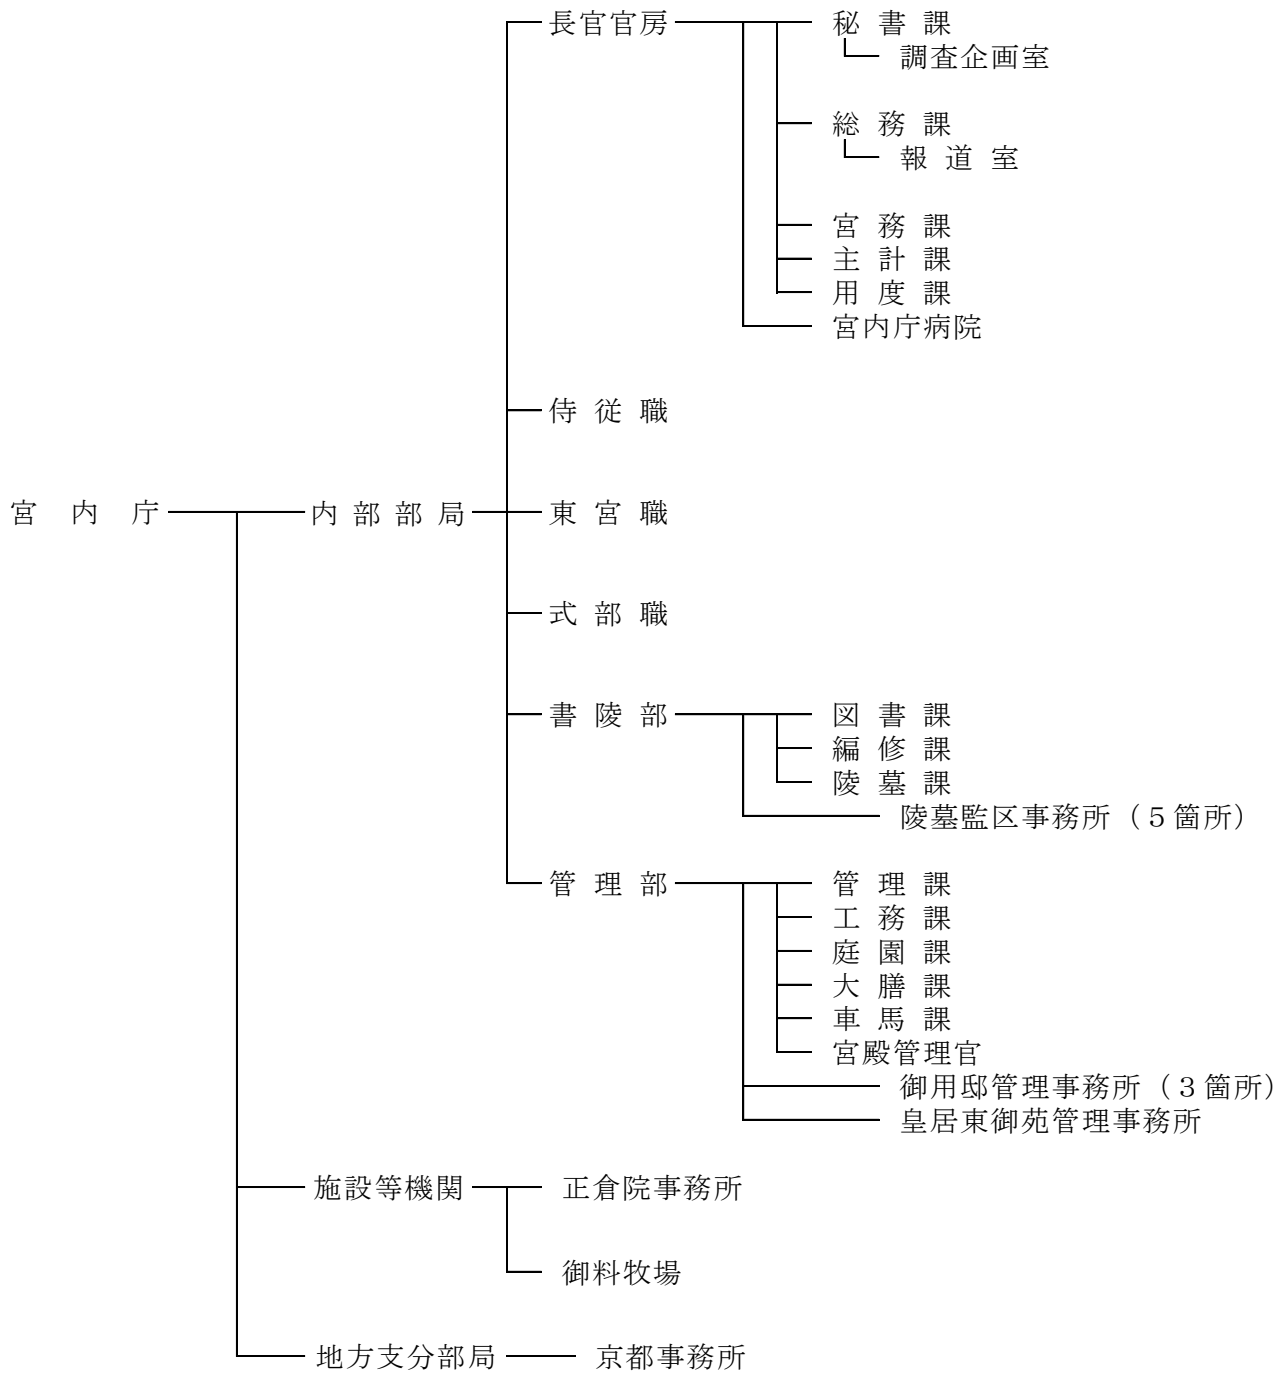 長官官房
秘書課
調査企画室
総務課
報道室
宮務課
主計課
用度課
宮内庁病院
侍従職
宮内庁
内部部局
東宮職
式部職
書陵部
図書課
編修課
陵墓課
陵墓監区事務所（５箇所）
管理部
管理課
工務課
庭園課
大膳課
車馬課
宮殿管理官
御用邸管理事務所（３箇所）
皇居東御苑管理事務所
施設等機関
正倉院事務所
御料牧場
地方支分部局
京都事務所